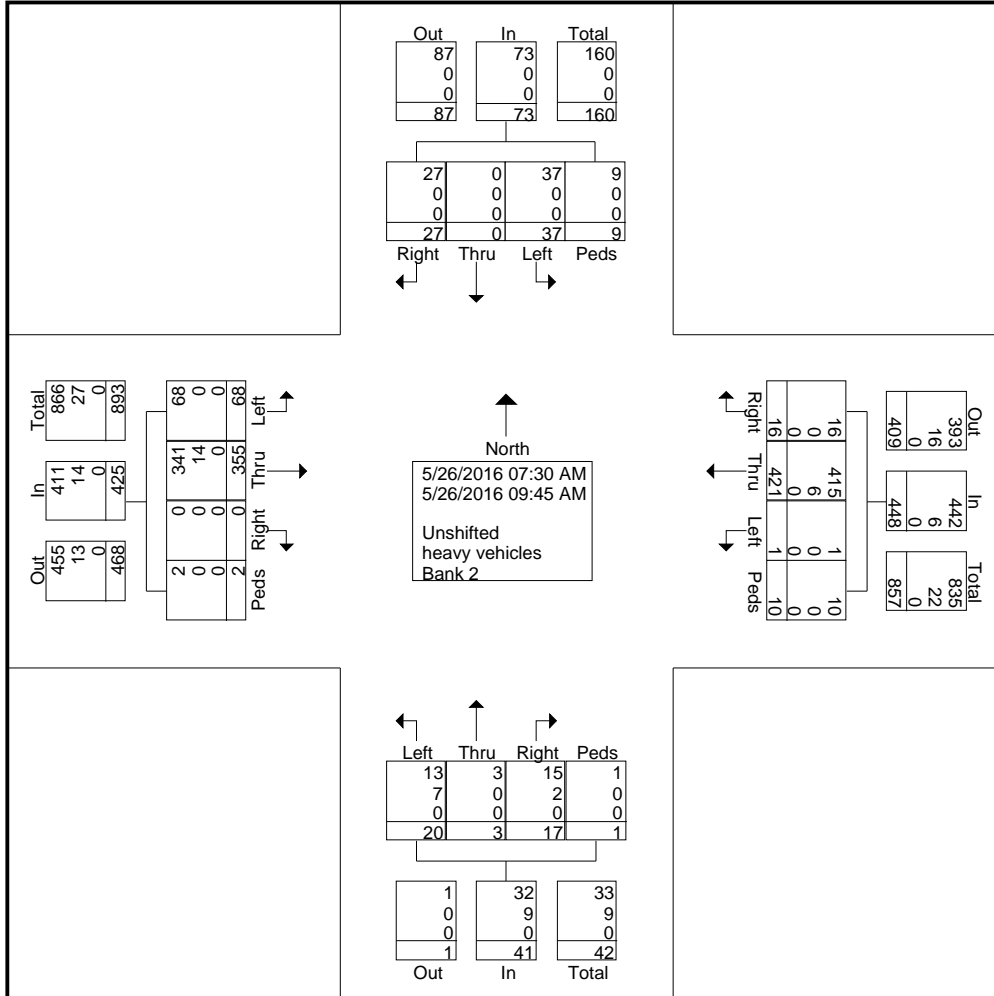 Out In Total
87 73 160
0 0 0
0 0 0
87 73 160
27 0 37 9
0 0 0 0
0 0 0 0
27 0 37 9
Right Thru Left Peds
Total
866
27
0
893
In
411
14
0
425
Out
455
13
0
468
68
0
0
68
Left
341
14
0
355
Thru
0
0
0
0
Right
2
0
0
2
Peds
North
5/26/2016 07:30 AM
5/26/2016 09:45 AM
Unshifted
heavy vehicles
Bank 2
Right
16
0
0
16
Thru
415
6
0
421
Left
1
0
0
1
Peds
10
0
0
10
Out
393
16
0
409
In
442
6
0
448
Total
835
22
0
857
Left Thru Right Peds
13 3 15 1
7 0 2 0
0 0 0 0
20 3 17 1
1 32 33
0 9 9
0 0 0
1 41 42
Out In Total